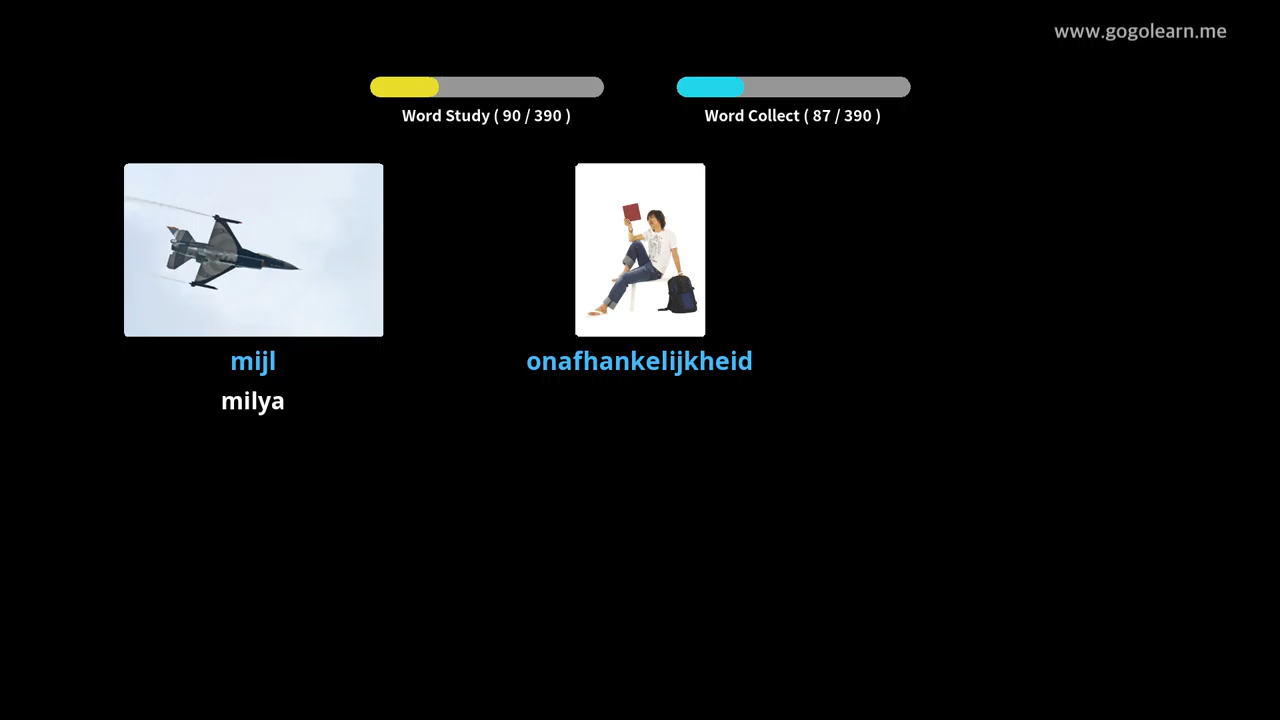 www.gogolearn.me
Word Study ( 90 / 390 )
Word Collect ( 87 / 390 )
mijl
onafhankelijkheid
milya